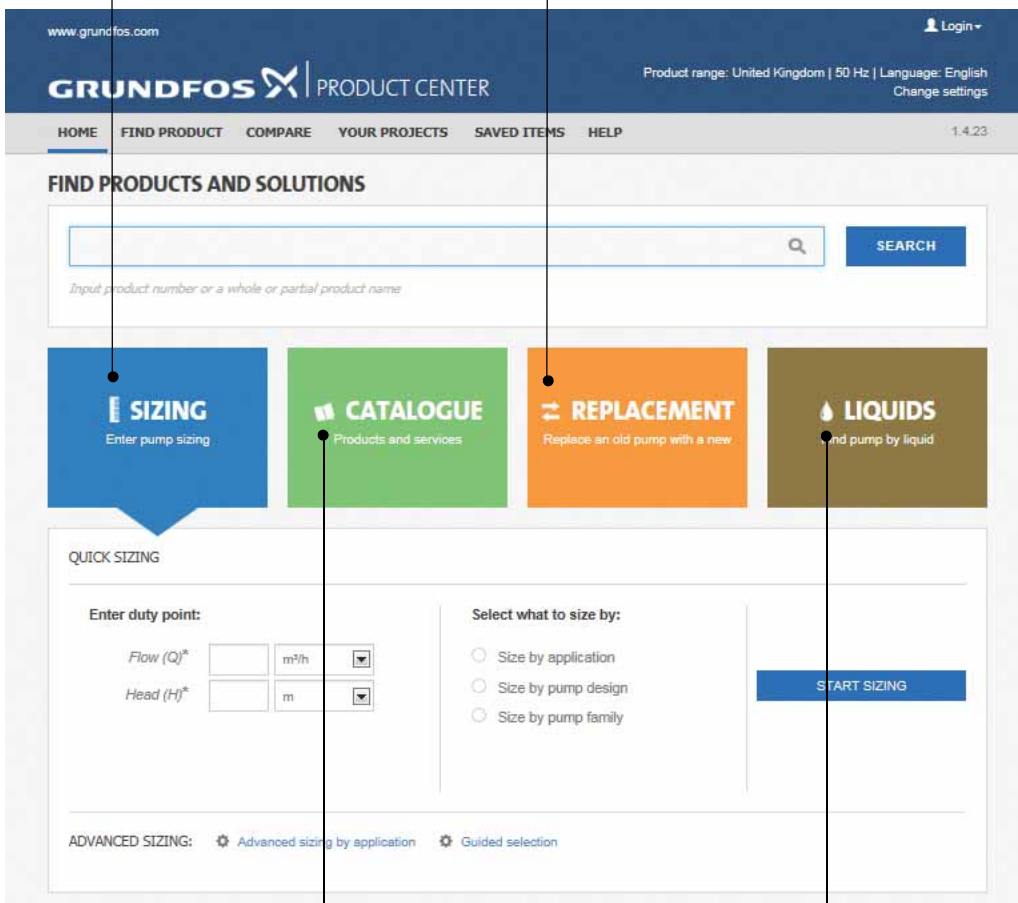 www.grundfos.com
Login
GRUNDFOS PRODUCT CENTER
Product range: United Kingdom | 50 Hz | Language: English
Change settings
HOME FIND PRODUCT COMPARE YOUR PROJECTS SAVED ITEMS HELP 1.4.23
FIND PRODUCTS AND SOLUTIONS
SEARCH
Input product number or a whole or partial product name
SIZING
Enter pump sizing
CATALOGUE
Products and services
REPLACEMENT
Replace an old pump with a new
LIQUIDS
Find pump by liquid
QUICK SIZING
Enter duty point:
Flow (Q)* m³/h
Head (H)* m
Select what to size by:
Size by application
Size by pump design
Size by pump family
START SIZING
ADVANCED SIZING: Advanced sizing by application Guided selection